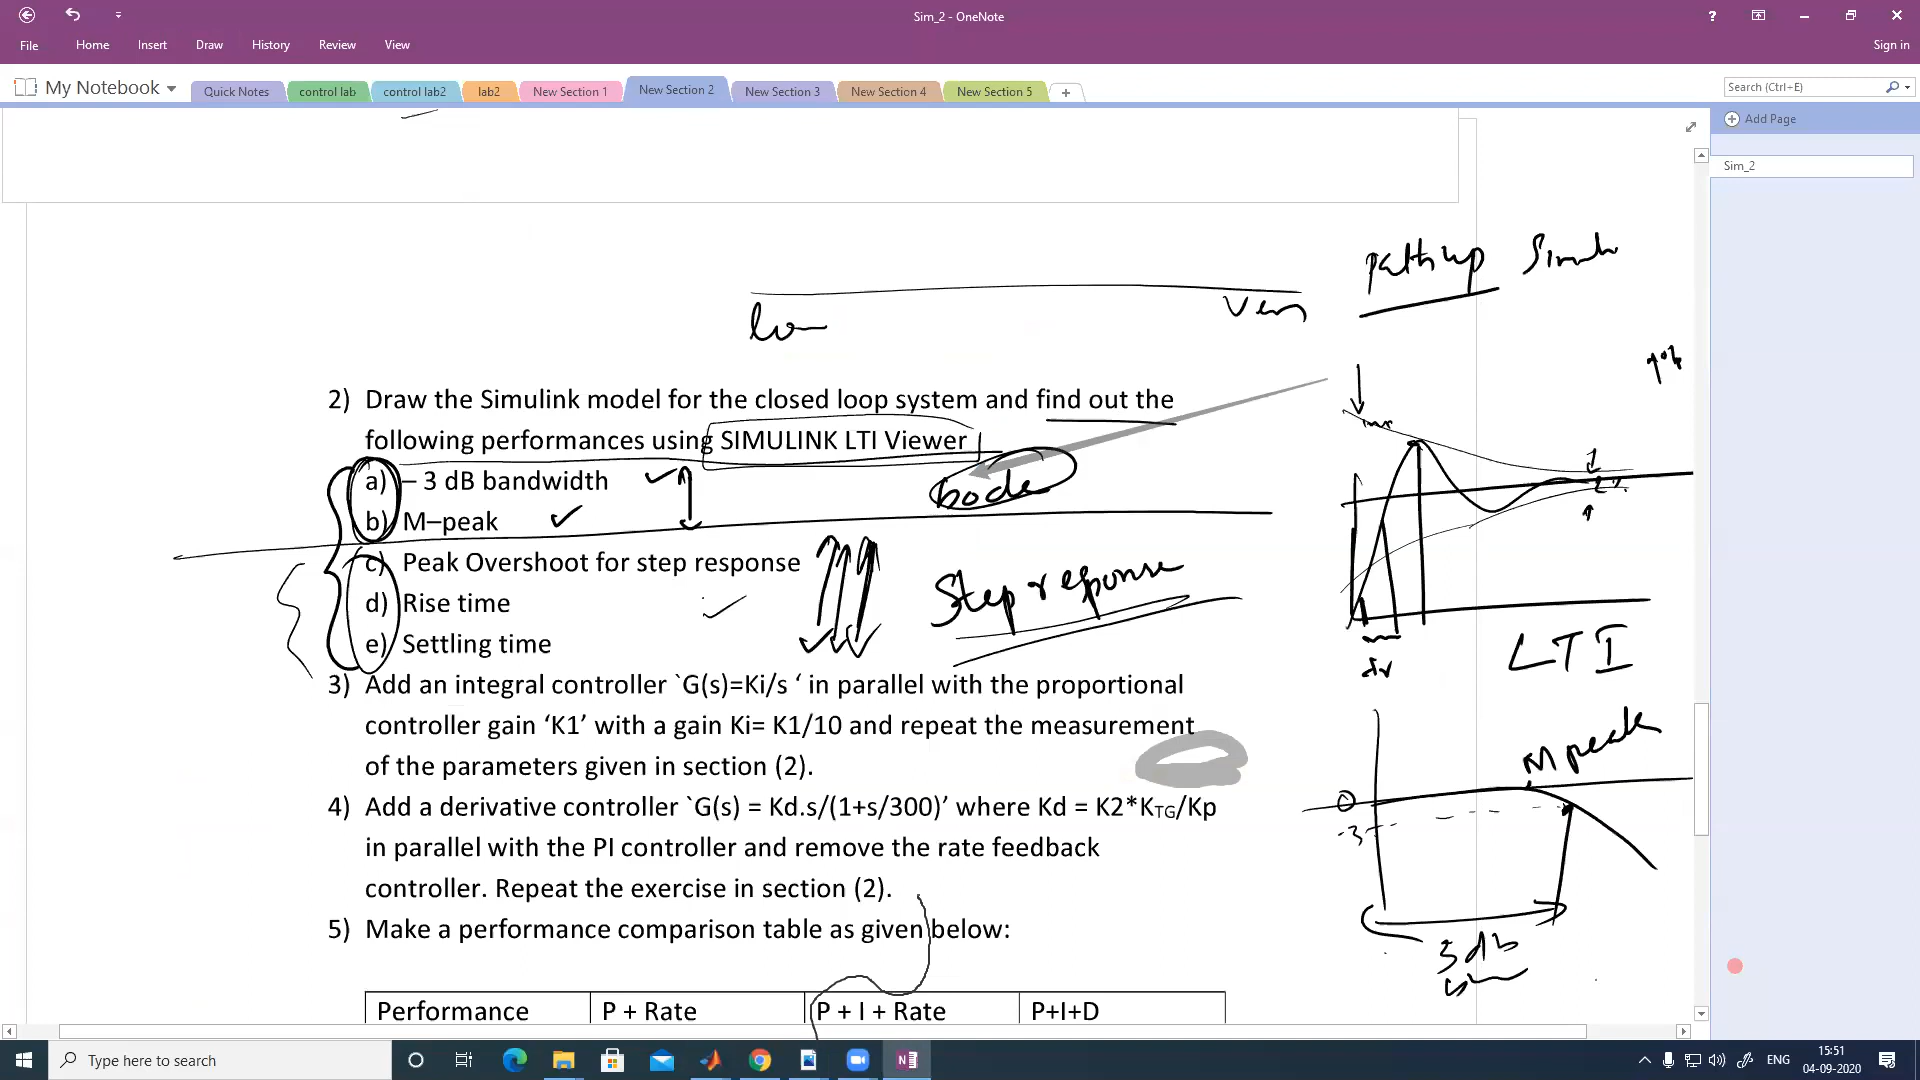 Sim_2 - OneNote
?
File
Home
Insert
Draw
History
Review
View
Sign in
My Notebook
Quick Notes
control lab
control lab2
lab2
New Section 1
New Section 2
New Section 3
New Section 4
New Section 5
+
Search (Ctrl+E)
Add Page
Sim_2
2) Draw the Simulink model for the closed loop system and find out the
following performances using SIMULINK LTI Viewer
a) – 3 dB bandwidth
bode
b) M–peak
c) Peak Overshoot for step response
Step response
d) Rise time
e) Settling time
LTI
3) Add an integral controller `G(s)=Ki/s ‘ in parallel with the proportional
controller gain ‘K1’ with a gain Ki= K1/10 and repeat the measurement
of the parameters given in section (2).
M peak
4) Add a derivative controller `G(s) = Kd.s/(1+s/300)’ where Kd = K2*KTG/Kp
in parallel with the PI controller and remove the rate feedback
controller. Repeat the exercise in section (2).
0
-3
3 db
5) Make a performance comparison table as given below:
Performance
P + Rate
P + I + Rate
P+I+D
Type here to search
ENG
15:51
04-09-2020